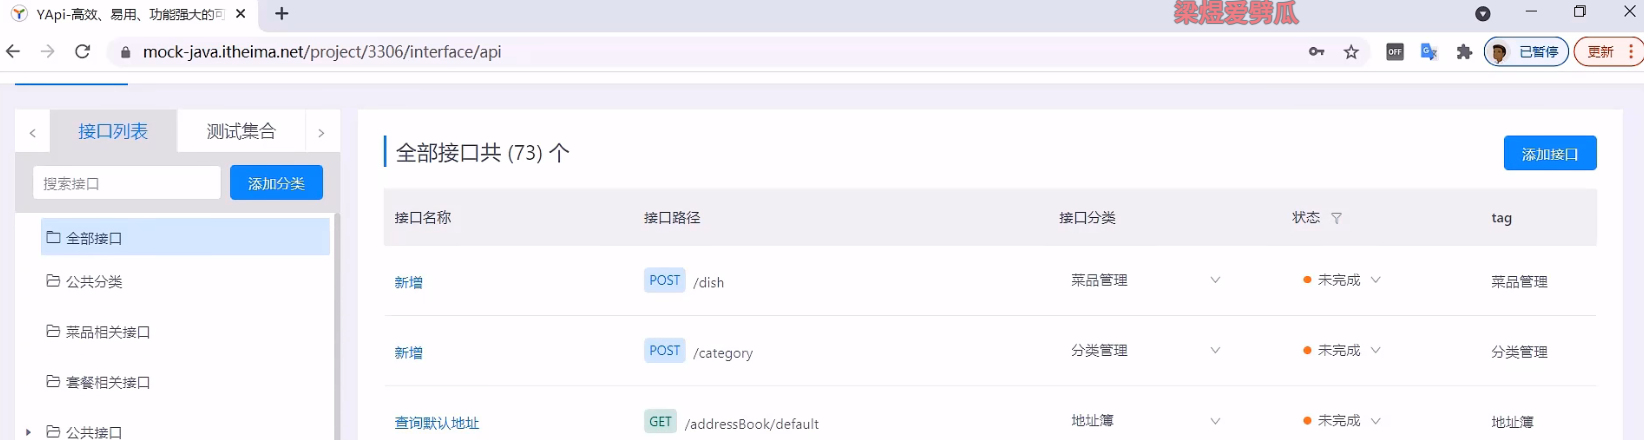 YApi-高效、易用、功能强大的可
梁煜爱劈瓜
mock-java.itheima.net/project/3306/interface/api
OFF
已暂停
更新
接口列表
测试集合
全部接口共 (73) 个
添加接口
搜索接口
添加分类
接口名称
接口路径
接口分类
状态
tag
全部接口
公共分类
新增
POST
/dish
菜品管理
未完成
菜品管理
菜品相关接口
新增
POST
/category
分类管理
未完成
分类管理
套餐相关接口
查询默认地址
GET
/addressBook/default
地址簿
未完成
地址簿
公共接口